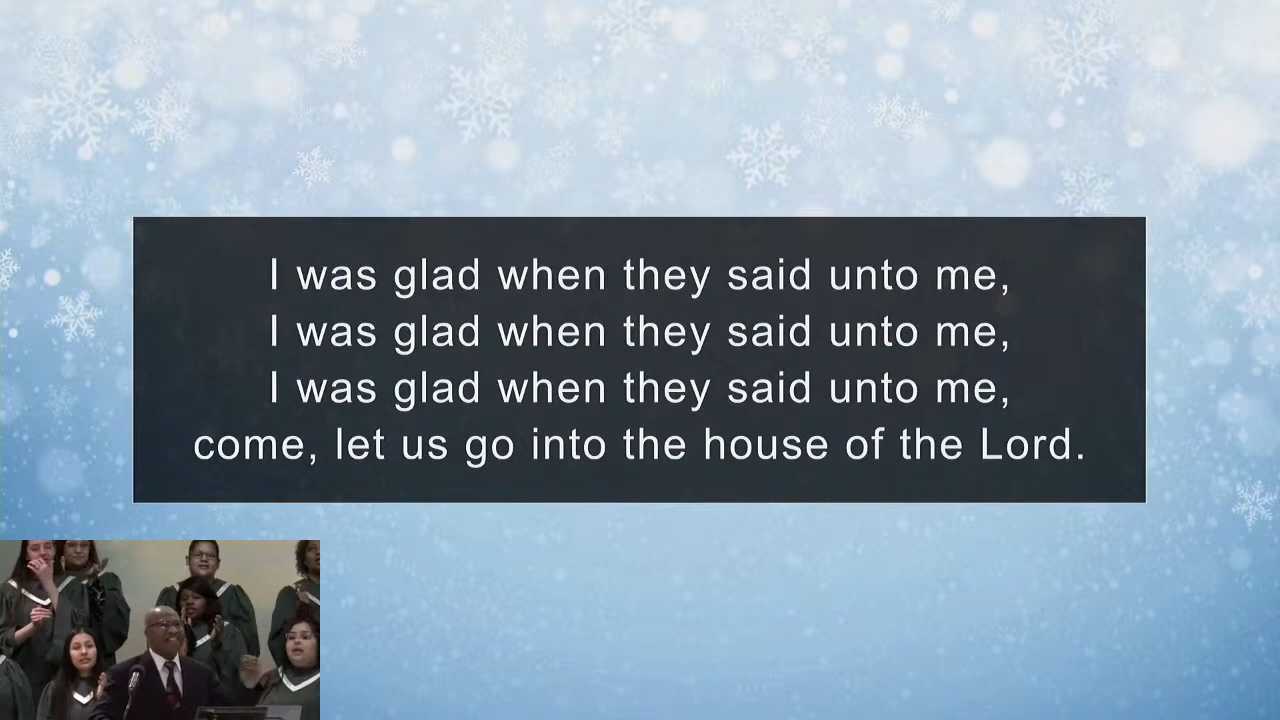 I was glad when they said unto me,
I was glad when they said unto me,
I was glad when they said unto me,
come, let us go into the house of the Lord.